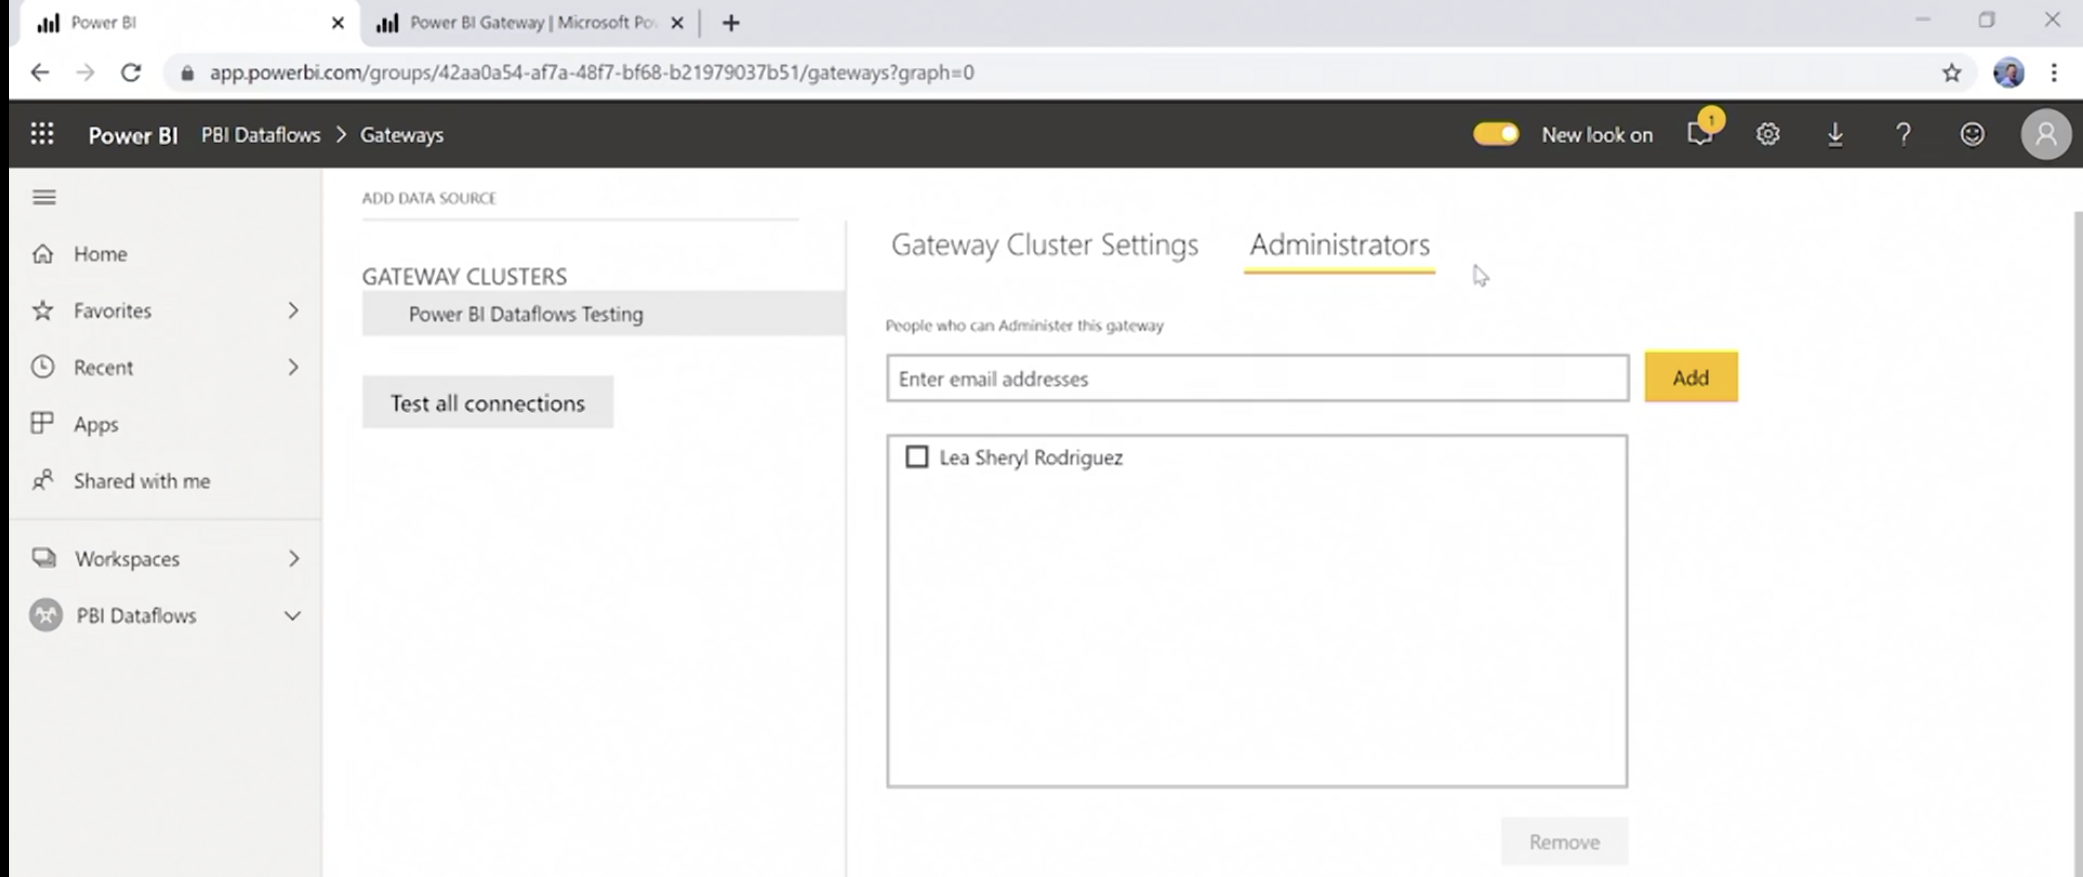 Power BI
Power BI Gateway | Microsoft Po
app.powerbi.com/groups/42aa0a54-af7a-48f7-bf68-b21979037b51/gateways?graph=0
Power BI PBI Dataflows > Gateways
New look on
1
ADD DATA SOURCE
Home
Favorites
Recent
Apps
Shared with me
Workspaces
PBI Dataflows
GATEWAY CLUSTERS
Power BI Dataflows Testing
Test all connections
Gateway Cluster Settings Administrators
People who can Administer this gateway
Enter email addresses
Add
Lea Sheryl Rodriguez
Remove